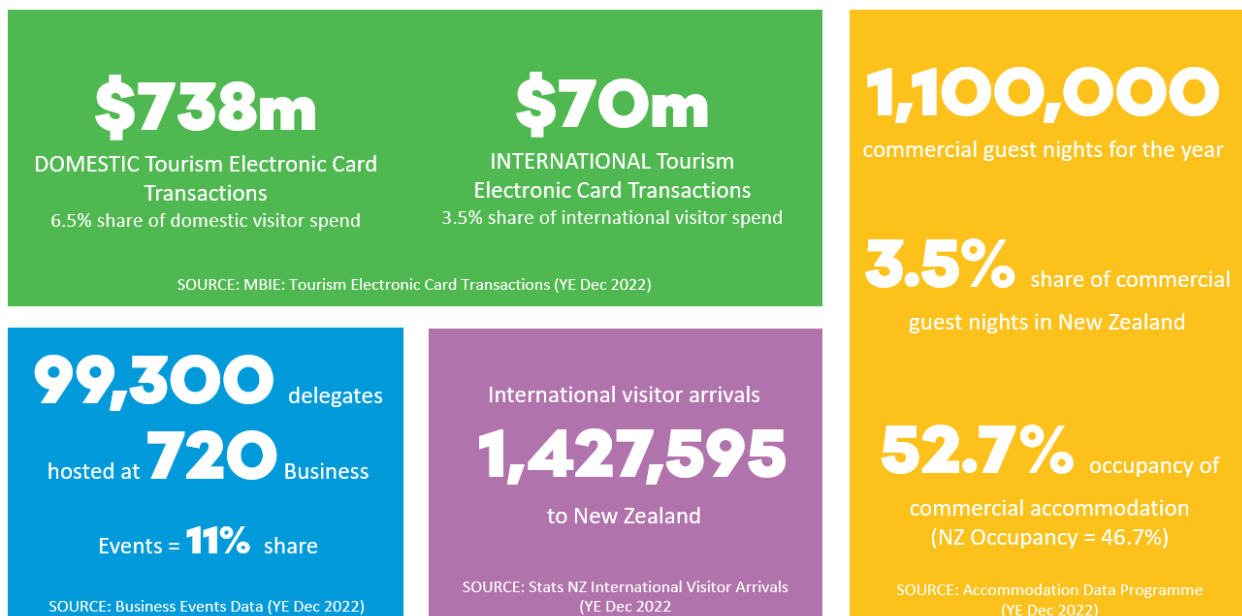 $738m
DOMESTIC Tourism Electronic Card
Transactions
6.5% share of domestic visitor spend
$70m
INTERNATIONAL Tourism
Electronic Card Transactions
3.5% share of international visitor spend
SOURCE: MBIE: Tourism Electronic Card Transactions (YE Dec 2022)
99,300 delegates
hosted at 720 Business
Events = 11% share
SOURCE: Business Events Data (YE Dec 2022)
International visitor arrivals
1,427,595
to New Zealand
SOURCE: Stats NZ International Visitor Arrivals
(YE Dec 2022
1,100,000
commercial guest nights for the year
3.5% share of commercial
guest nights in New Zealand
52.7% occupancy of
commercial accommodation
(NZ Occupancy = 46.7%)
SOURCE: Accommodation Data Programme
(YE Dec 2022)